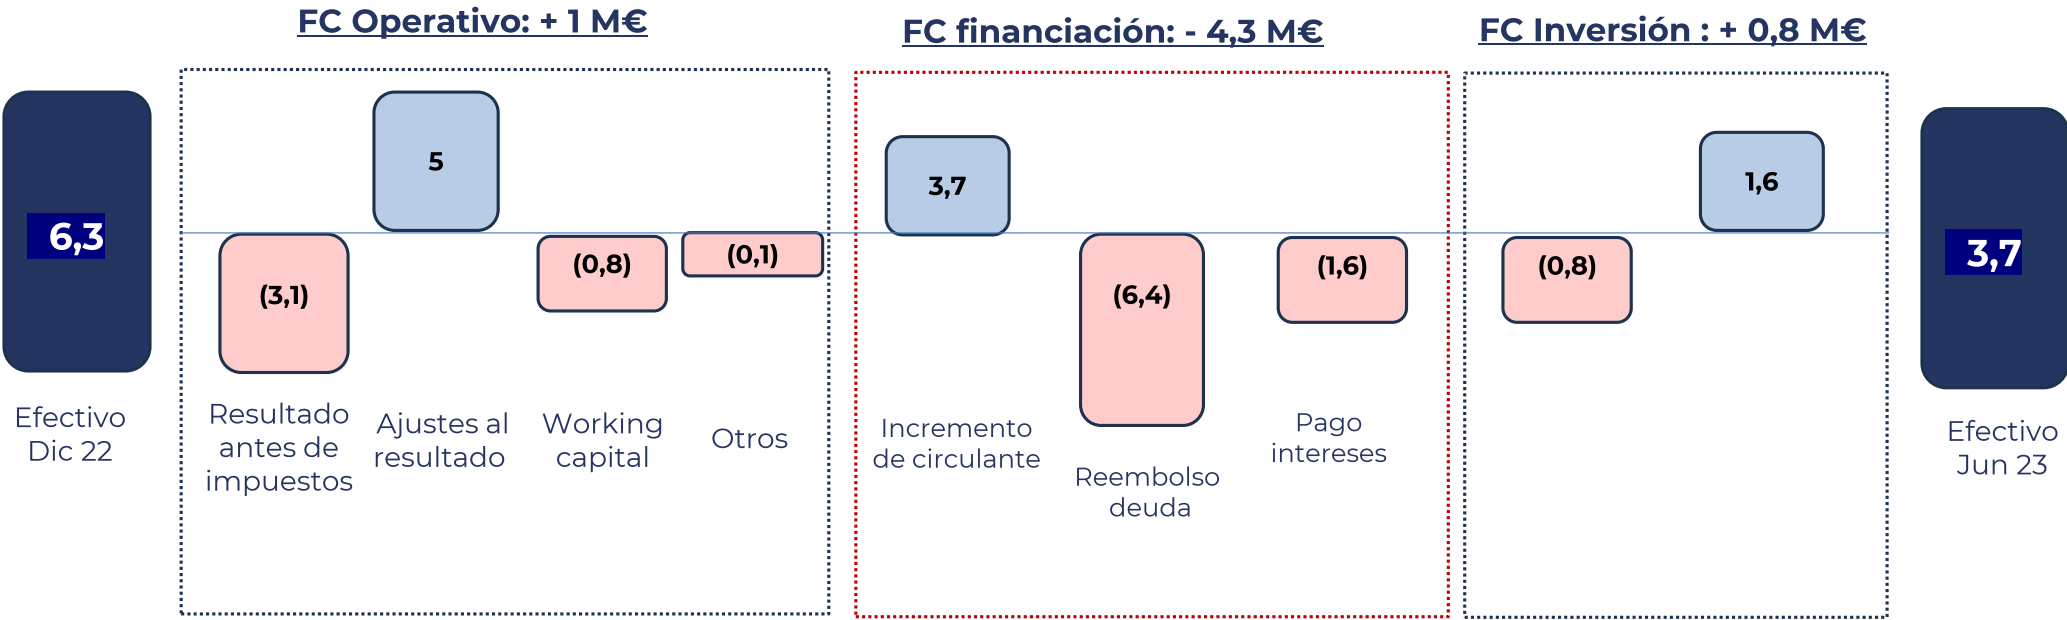 FC Operativo: + 1 M€
FC financiación: - 4,3 M€
FC Inversión : + 0,8 M€
6,3
Efectivo
Dic 22
(3,1)
Resultado
antes de
impuestos
5
Ajustes al
resultado
(0,8)
Working
capital
(0,1)
Otros
3,7
Incremento
de circulante
(6,4)
Reembolso
deuda
(1,6)
Pago
intereses
(0,8)
1,6
3,7
Efectivo
Jun 23